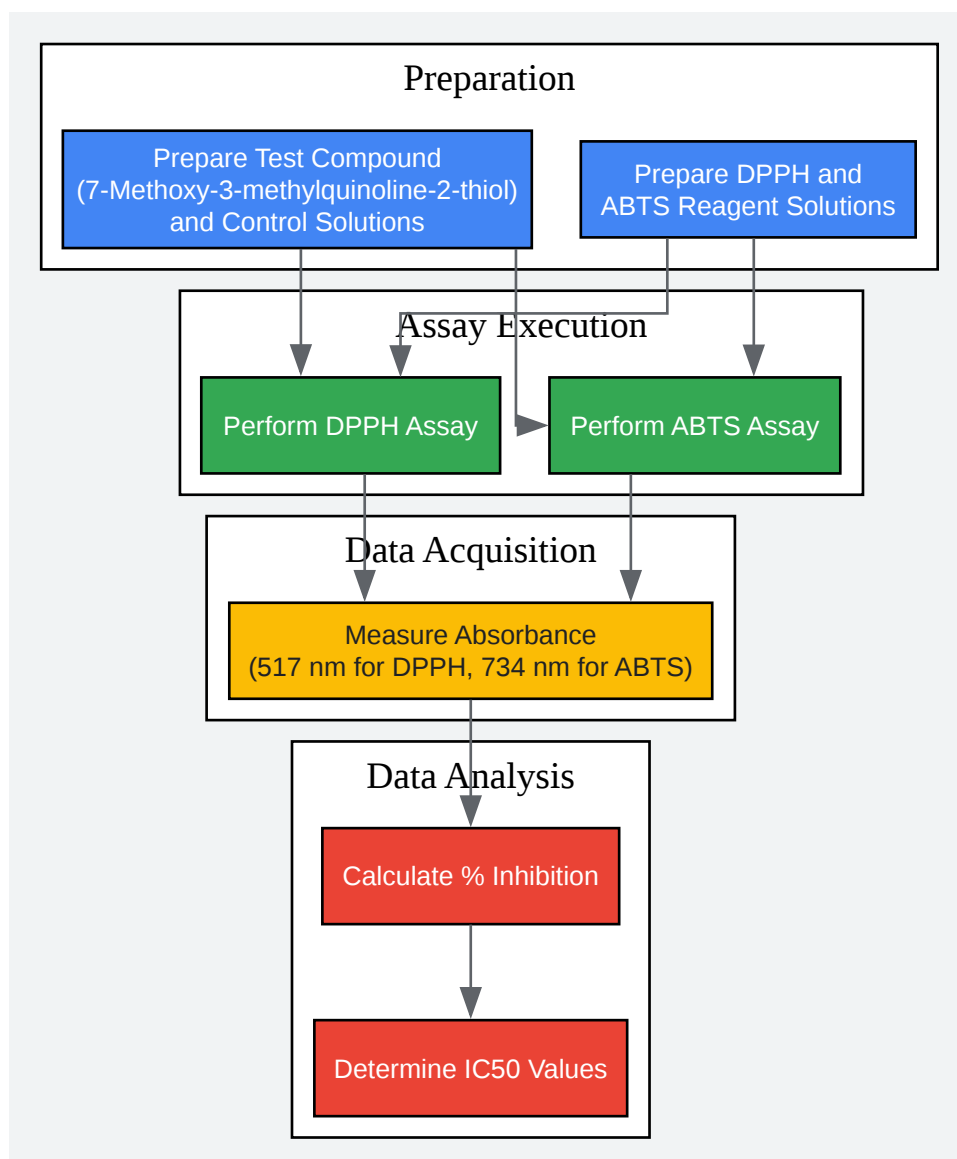 Preparation
Prepare Test Compound
(7-Methoxy-3-methylquinoline-2-thiol)
and Control Solutions
Prepare DPPH and
ABTS Reagent Solutions
Assay Execution
Perform DPPH Assay
Perform ABTS Assay
Data Acquisition
Measure Absorbance
(517 nm for DPPH, 734 nm for ABTS)
Data Analysis
Calculate % Inhibition
Determine IC50 Values